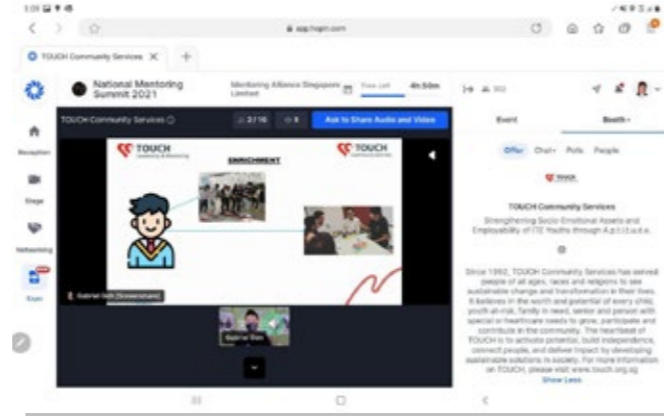 app.hopin.com
TOUCH Community Services
National Mentoring
Summit 2021
Mentoring Alliance Singapore
Limited
Time Left
4h:50m
Event
Booth
TOUCH Community Services
2/10
Ask to Share Audio and Video
Offer Chat Polls People
Reception
Stage
Networking
Expo
TOUCH
Leadership & Mentoring
ENRICHMENT
TOUCH
TOUCH
TOUCH Community Services
Strengthening Socio-Emotional Assets and
Employability of ITE Youths through A.p.t.i.t.u.d.e.
Since 1992, TOUCH Community Services has served
people of all ages, races and religions to see
sustainable change and transformation in their lives.
It believes in the worth and potential of every child,
youth-at-risk, family in need, senior and person with
special or healthcare needs to grow, participate and
contribute in the community. The heartbeat of
TOUCH is to activate potential, build independence,
connect people, and deliver impact by developing
sustainable solutions in society. For more information
on TOUCH, please visit www.touch.org.sg
Show Less